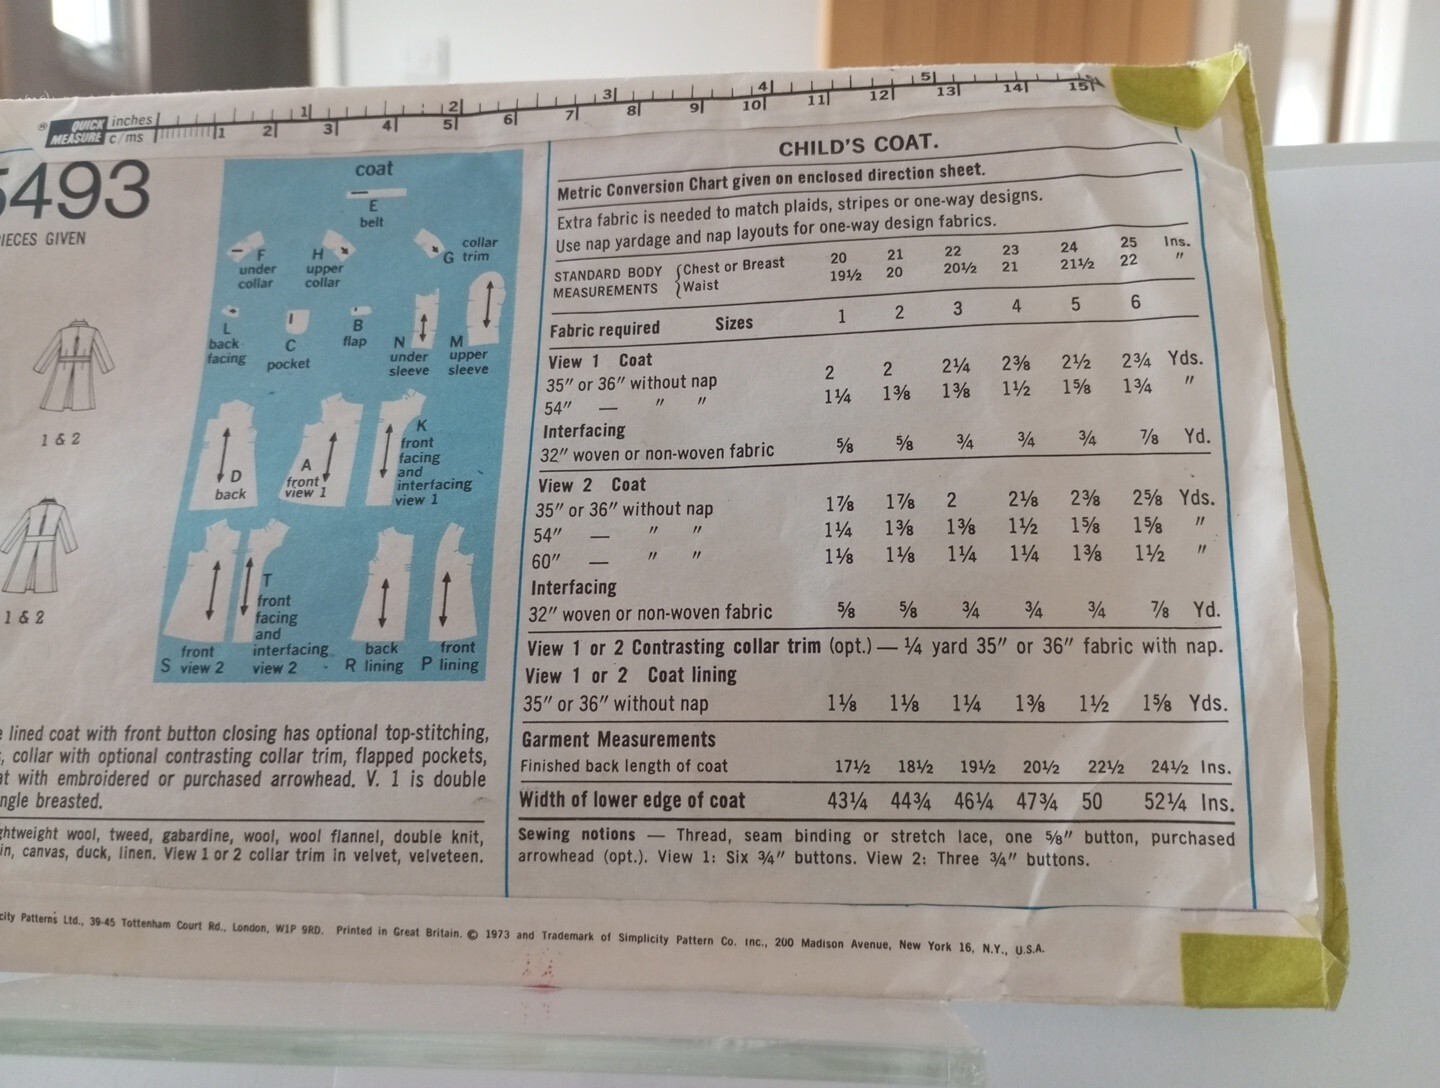 ® QUICK MEASURE inches 1 2 3 4 5
c/ms 1 2 3 4 5 6 7 8 9 10 11 12 13 14 15
5493
PIECES GIVEN
1 & 2
1 & 2
coat
E
belt
F
under
collar
H
upper
collar
G
collar
trim
L
back
facing
C
pocket
B
flap
N
under
sleeve
M
upper
sleeve
D
back
A
front
view 1
K
front
facing
and
interfacing
view 1
S
front
view 2
T
front
facing
and
interfacing
view 2
R
back
lining
P
front
lining
lined coat with front button closing has optional top-stitching,
, collar with optional contrasting collar trim, flapped pockets,
with embroidered or purchased arrowhead. V. 1 is double
breasted.
wool, tweed, gabardine, wool, wool flannel, double knit,
canvas, duck, linen. View 1 or 2 collar trim in velvet, velveteen.
CHILD'S COAT.
Metric Conversion Chart given on enclosed direction sheet.
Extra fabric is needed to match plaids, stripes or one-way designs.
Use nap yardage and nap layouts for one-way design fabrics.
STANDARD BODY MEASUREMENTS
Chest or Breast 20 21 22 23 24 25 Ins.
Waist 19½ 20 20½ 21 21½ 22 ″
Fabric required Sizes 1 2 3 4 5 6
View 1 Coat
35″ or 36″ without nap 2 2 2¼ 2⅜ 2½ 2¾ Yds.
54″ — ″ ″ 1¼ 1⅜ 1⅜ 1½ 1⅝ 1¾ ″
Interfacing
32″ woven or non-woven fabric ⅝ ⅝ ¾ ¾ ¾ ⅞ Yd.
View 2 Coat
35″ or 36″ without nap 1⅞ 1⅞ 2 2⅛ 2⅜ 2⅝ Yds.
54″ — ″ ″ 1¼ 1⅜ 1⅜ 1½ 1⅝ 1⅝ ″
60″ — ″ ″ 1⅛ 1⅛ 1¼ 1¼ 1⅜ 1½ ″
Interfacing
32″ woven or non-woven fabric ⅝ ⅝ ¾ ¾ ¾ ⅞ Yd.
View 1 or 2 Contrasting collar trim (opt.) — ¼ yard 35″ or 36″ fabric with nap.
View 1 or 2 Coat lining
35″ or 36″ without nap 1⅛ 1⅛ 1¼ 1⅜ 1½ 1⅝ Yds.
Garment Measurements
Finished back length of coat 17½ 18½ 19½ 20½ 22½ 24½ Ins.
Width of lower edge of coat 43¼ 44¾ 46¼ 47¾ 50 52¼ Ins.
Sewing notions — Thread, seam binding or stretch lace, one ⅝″ button, purchased
arrowhead (opt.). View 1: Six ¾″ buttons. View 2: Three ¾″ buttons.
Patterns Ltd., 39-45 Tottenham Court Rd., London, W1P 9RD. Printed in Great Britain. © 1973 and Trademark of Simplicity Pattern Co. Inc., 200 Madison Avenue, New York 16, N.Y., U.S.A.